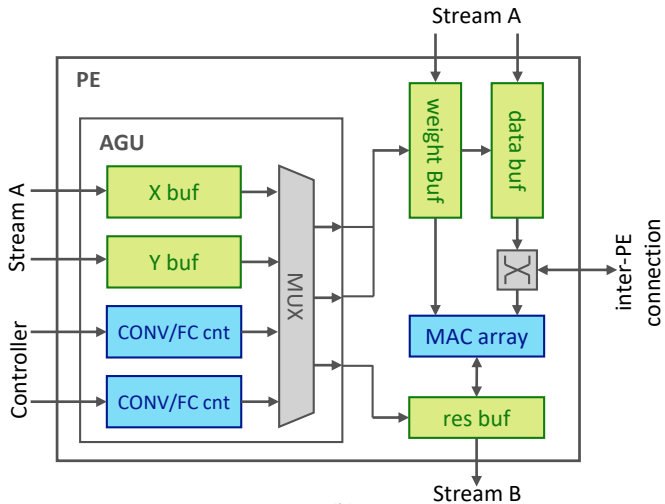 Stream A
PE
AGU
weight Buf
data buf
X buf
Stream A
Y buf
MUX
inter-PE
connection
CONV/FC cnt
MAC array
Controller
CONV/FC cnt
res buf
Stream B